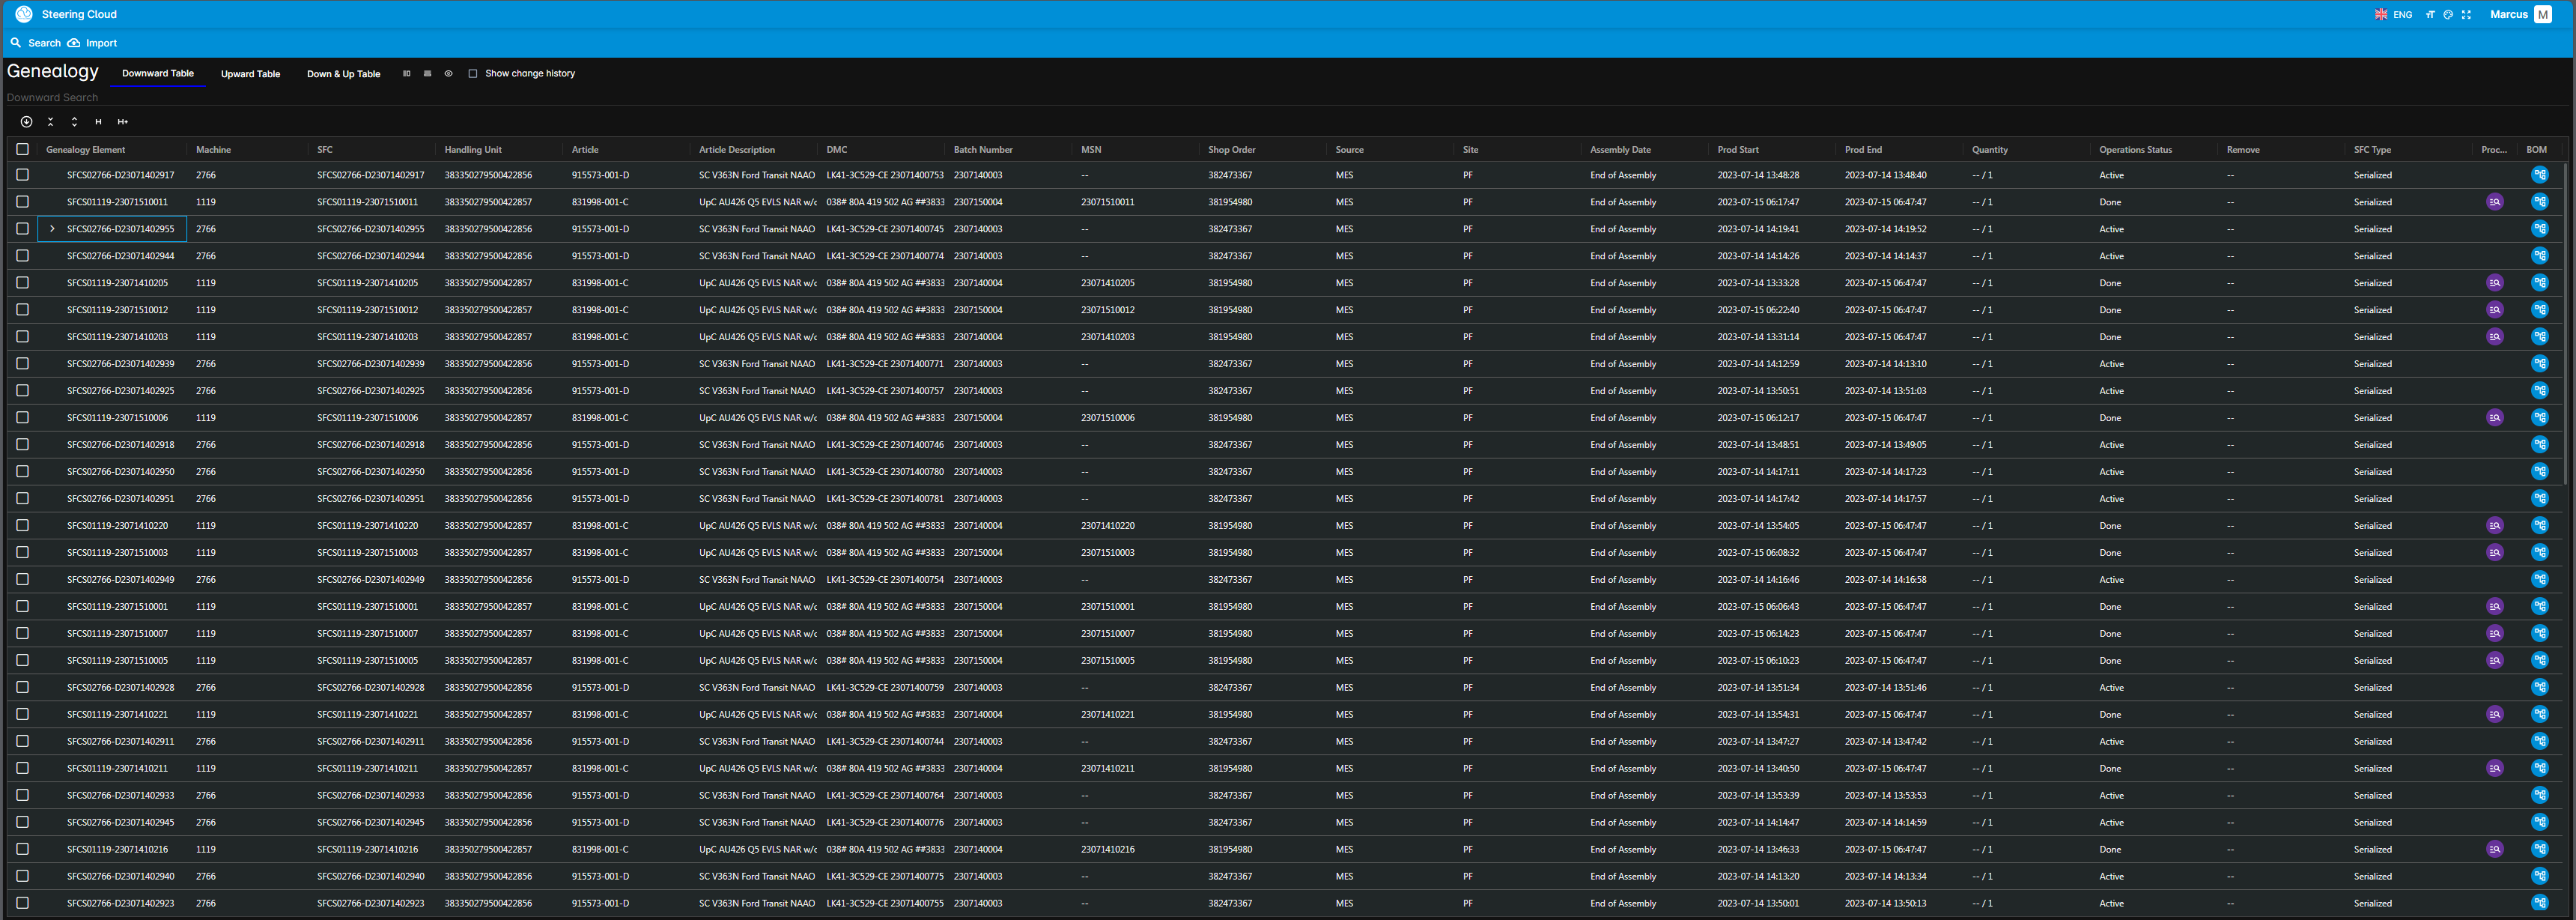 Steering Cloud ENG Marcus M
Search Import
Genealogy Downward Table Upward Table Down & Up Table Show change history
Downward Search
H H+
Genealogy Element Machine SFC Handling Unit Article Article Description DMC Batch Number MSN Shop Order Source Site Assembly Date Prod Start Prod End Quantity Operations Status Remove SFC Type Proc... BOM
SFCS02766-D23071402917 2766 SFCS02766-D23071402917 383350279500422856 915573-001-D SC V363N Ford Transit NAAO LK41-3C529-CE 23071400753 2307140003 -- 382473367 MES PF End of Assembly 2023-07-14 13:48:28 2023-07-14 13:48:40 -- / 1 Active -- Serialized
SFCS01119-23071510011 1119 SFCS01119-23071510011 383350279500422857 831998-001-C UpC AU426 Q5 EVLS NAR w/c 038# 80A 419 502 AG ##3833 2307150004 23071510011 381954980 MES PF End of Assembly 2023-07-15 06:17:47 2023-07-15 06:47:47 -- / 1 Done -- Serialized
SFCS02766-D23071402955 2766 SFCS02766-D23071402955 383350279500422856 915573-001-D SC V363N Ford Transit NAAO LK41-3C529-CE 23071400745 2307140003 -- 382473367 MES PF End of Assembly 2023-07-14 14:19:41 2023-07-14 14:19:52 -- / 1 Active -- Serialized
SFCS02766-D23071402944 2766 SFCS02766-D23071402944 383350279500422856 915573-001-D SC V363N Ford Transit NAAO LK41-3C529-CE 23071400774 2307140003 -- 382473367 MES PF End of Assembly 2023-07-14 14:14:26 2023-07-14 14:14:37 -- / 1 Active -- Serialized
SFCS01119-23071410205 1119 SFCS01119-23071410205 383350279500422857 831998-001-C UpC AU426 Q5 EVLS NAR w/c 038# 80A 419 502 AG ##3833 2307140004 23071410205 381954980 MES PF End of Assembly 2023-07-14 13:33:28 2023-07-15 06:47:47 -- / 1 Done -- Serialized
SFCS01119-23071510012 1119 SFCS01119-23071510012 383350279500422857 831998-001-C UpC AU426 Q5 EVLS NAR w/c 038# 80A 419 502 AG ##3833 2307150004 23071510012 381954980 MES PF End of Assembly 2023-07-15 06:22:40 2023-07-15 06:47:47 -- / 1 Done -- Serialized
SFCS01119-23071410203 1119 SFCS01119-23071410203 383350279500422857 831998-001-C UpC AU426 Q5 EVLS NAR w/c 038# 80A 419 502 AG ##3833 2307140004 23071410203 381954980 MES PF End of Assembly 2023-07-14 13:31:14 2023-07-15 06:47:47 -- / 1 Done -- Serialized
SFCS02766-D23071402939 2766 SFCS02766-D23071402939 383350279500422856 915573-001-D SC V363N Ford Transit NAAO LK41-3C529-CE 23071400771 2307140003 -- 382473367 MES PF End of Assembly 2023-07-14 14:12:59 2023-07-14 14:13:10 -- / 1 Active -- Serialized
SFCS02766-D23071402925 2766 SFCS02766-D23071402925 383350279500422856 915573-001-D SC V363N Ford Transit NAAO LK41-3C529-CE 23071400757 2307140003 -- 382473367 MES PF End of Assembly 2023-07-14 13:50:51 2023-07-14 13:51:03 -- / 1 Active -- Serialized
SFCS01119-23071510006 1119 SFCS01119-23071510006 383350279500422857 831998-001-C UpC AU426 Q5 EVLS NAR w/c 038# 80A 419 502 AG ##3833 2307150004 23071510006 381954980 MES PF End of Assembly 2023-07-15 06:12:17 2023-07-15 06:47:47 -- / 1 Done -- Serialized
SFCS02766-D23071402918 2766 SFCS02766-D23071402918 383350279500422856 915573-001-D SC V363N Ford Transit NAAO LK41-3C529-CE 23071400746 2307140003 -- 382473367 MES PF End of Assembly 2023-07-14 13:48:51 2023-07-14 13:49:05 -- / 1 Active -- Serialized
SFCS02766-D23071402950 2766 SFCS02766-D23071402950 383350279500422856 915573-001-D SC V363N Ford Transit NAAO LK41-3C529-CE 23071400780 2307140003 -- 382473367 MES PF End of Assembly 2023-07-14 14:17:11 2023-07-14 14:17:23 -- / 1 Active -- Serialized
SFCS02766-D23071402951 2766 SFCS02766-D23071402951 383350279500422856 915573-001-D SC V363N Ford Transit NAAO LK41-3C529-CE 23071400781 2307140003 -- 382473367 MES PF End of Assembly 2023-07-14 14:17:42 2023-07-14 14:17:57 -- / 1 Active -- Serialized
SFCS01119-23071410220 1119 SFCS01119-23071410220 383350279500422857 831998-001-C UpC AU426 Q5 EVLS NAR w/c 038# 80A 419 502 AG ##3833 2307140004 23071410220 381954980 MES PF End of Assembly 2023-07-14 13:54:05 2023-07-15 06:47:47 -- / 1 Done -- Serialized
SFCS01119-23071510003 1119 SFCS01119-23071510003 383350279500422857 831998-001-C UpC AU426 Q5 EVLS NAR w/c 038# 80A 419 502 AG ##3833 2307150004 23071510003 381954980 MES PF End of Assembly 2023-07-15 06:08:32 2023-07-15 06:47:47 -- / 1 Done -- Serialized
SFCS02766-D23071402949 2766 SFCS02766-D23071402949 383350279500422856 915573-001-D SC V363N Ford Transit NAAO LK41-3C529-CE 23071400754 2307140003 -- 382473367 MES PF End of Assembly 2023-07-14 14:16:46 2023-07-14 14:16:58 -- / 1 Active -- Serialized
SFCS01119-23071510001 1119 SFCS01119-23071510001 383350279500422857 831998-001-C UpC AU426 Q5 EVLS NAR w/c 038# 80A 419 502 AG ##3833 2307150004 23071510001 381954980 MES PF End of Assembly 2023-07-15 06:06:43 2023-07-15 06:47:47 -- / 1 Done -- Serialized
SFCS01119-23071510007 1119 SFCS01119-23071510007 383350279500422857 831998-001-C UpC AU426 Q5 EVLS NAR w/c 038# 80A 419 502 AG ##3833 2307150004 23071510007 381954980 MES PF End of Assembly 2023-07-15 06:14:23 2023-07-15 06:47:47 -- / 1 Done -- Serialized
SFCS01119-23071510005 1119 SFCS01119-23071510005 383350279500422857 831998-001-C UpC AU426 Q5 EVLS NAR w/c 038# 80A 419 502 AG ##3833 2307150004 23071510005 381954980 MES PF End of Assembly 2023-07-15 06:10:23 2023-07-15 06:47:47 -- / 1 Done -- Serialized
SFCS02766-D23071402928 2766 SFCS02766-D23071402928 383350279500422856 915573-001-D SC V363N Ford Transit NAAO LK41-3C529-CE 23071400759 2307140003 -- 382473367 MES PF End of Assembly 2023-07-14 13:51:34 2023-07-14 13:51:46 -- / 1 Active -- Serialized
SFCS01119-23071410221 1119 SFCS01119-23071410221 383350279500422857 831998-001-C UpC AU426 Q5 EVLS NAR w/c 038# 80A 419 502 AG ##3833 2307140004 23071410221 381954980 MES PF End of Assembly 2023-07-14 13:54:31 2023-07-15 06:47:47 -- / 1 Done -- Serialized
SFCS02766-D23071402911 2766 SFCS02766-D23071402911 383350279500422856 915573-001-D SC V363N Ford Transit NAAO LK41-3C529-CE 23071400744 2307140003 -- 382473367 MES PF End of Assembly 2023-07-14 13:47:27 2023-07-14 13:47:42 -- / 1 Active -- Serialized
SFCS01119-23071410211 1119 SFCS01119-23071410211 383350279500422857 831998-001-C UpC AU426 Q5 EVLS NAR w/c 038# 80A 419 502 AG ##3833 2307140004 23071410211 381954980 MES PF End of Assembly 2023-07-14 13:40:50 2023-07-15 06:47:47 -- / 1 Done -- Serialized
SFCS02766-D23071402933 2766 SFCS02766-D23071402933 383350279500422856 915573-001-D SC V363N Ford Transit NAAO LK41-3C529-CE 23071400764 2307140003 -- 382473367 MES PF End of Assembly 2023-07-14 13:53:39 2023-07-14 13:53:53 -- / 1 Active -- Serialized
SFCS02766-D23071402945 2766 SFCS02766-D23071402945 383350279500422856 915573-001-D SC V363N Ford Transit NAAO LK41-3C529-CE 23071400776 2307140003 -- 382473367 MES PF End of Assembly 2023-07-14 14:14:47 2023-07-14 14:14:59 -- / 1 Active -- Serialized
SFCS01119-23071410216 1119 SFCS01119-23071410216 383350279500422857 831998-001-C UpC AU426 Q5 EVLS NAR w/c 038# 80A 419 502 AG ##3833 2307140004 23071410216 381954980 MES PF End of Assembly 2023-07-14 13:46:33 2023-07-15 06:47:47 -- / 1 Done -- Serialized
SFCS02766-D23071402940 2766 SFCS02766-D23071402940 383350279500422856 915573-001-D SC V363N Ford Transit NAAO LK41-3C529-CE 23071400775 2307140003 -- 382473367 MES PF End of Assembly 2023-07-14 14:13:20 2023-07-14 14:13:34 -- / 1 Active -- Serialized
SFCS02766-D23071402923 2766 SFCS02766-D23071402923 383350279500422856 915573-001-D SC V363N Ford Transit NAAO LK41-3C529-CE 23071400755 2307140003 -- 382473367 MES PF End of Assembly 2023-07-14 13:50:01 2023-07-14 13:50:13 -- / 1 Active -- Serialized